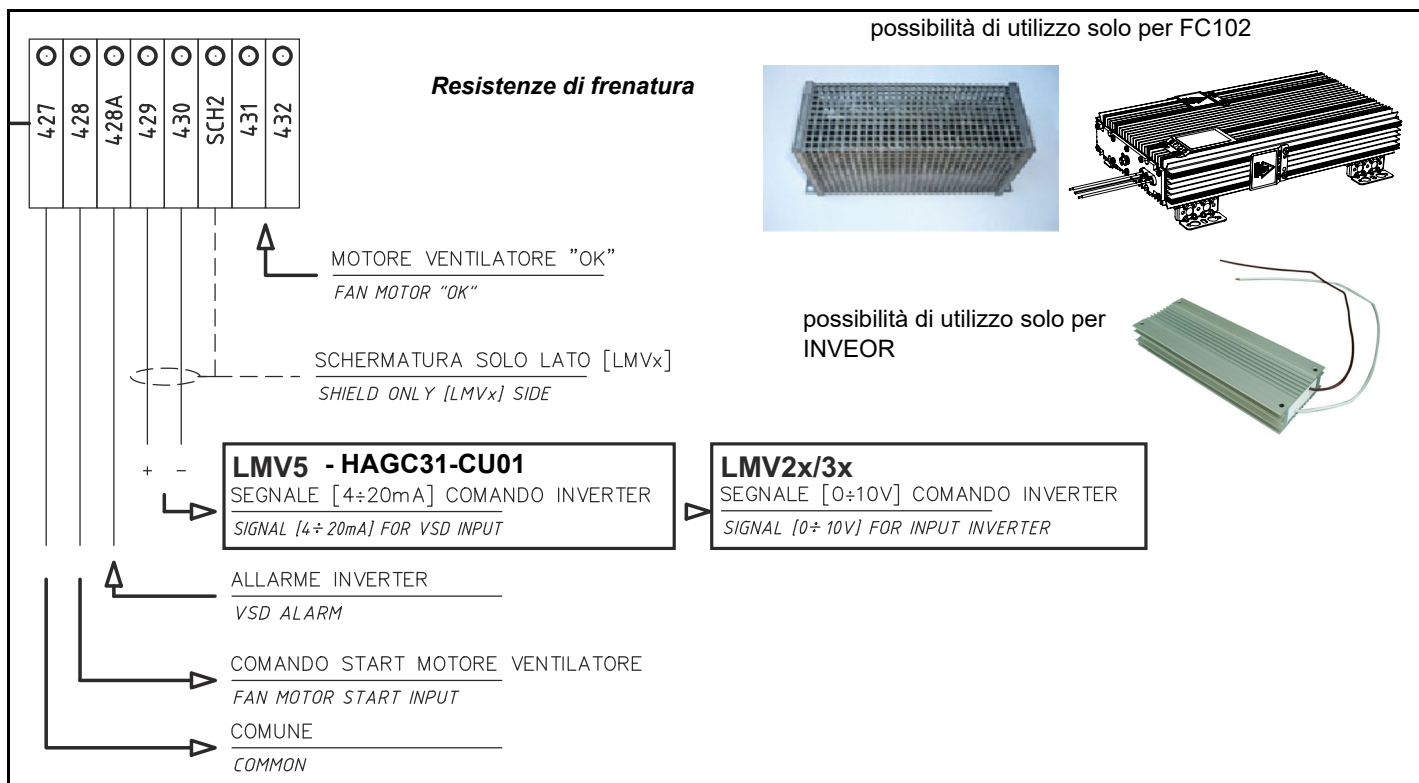 possibilità di utilizzo solo per FC102
Resistenze di frenatura
427
428
428A
429
430
SCH2
431
432
MOTORE VENTILATORE "OK"
FAN MOTOR "OK"
possibilità di utilizzo solo per
INVEOR
SCHERMATURA SOLO LATO [LMVx]
SHIELD ONLY [LMVx] SIDE
+ -
LMV5 - HAGC31-CU01
SEGNALE [4÷20mA] COMANDO INVERTER
SIGNAL [4÷20mA] FOR VSD INPUT
LMV2x/3x
SEGNALE [0÷10V] COMANDO INVERTER
SIGNAL [0÷10V] FOR INPUT INVERTER
ALLARME INVERTER
VSD ALARM
COMANDO START MOTORE VENTILATORE
FAN MOTOR START INPUT
COMUNE
COMMON